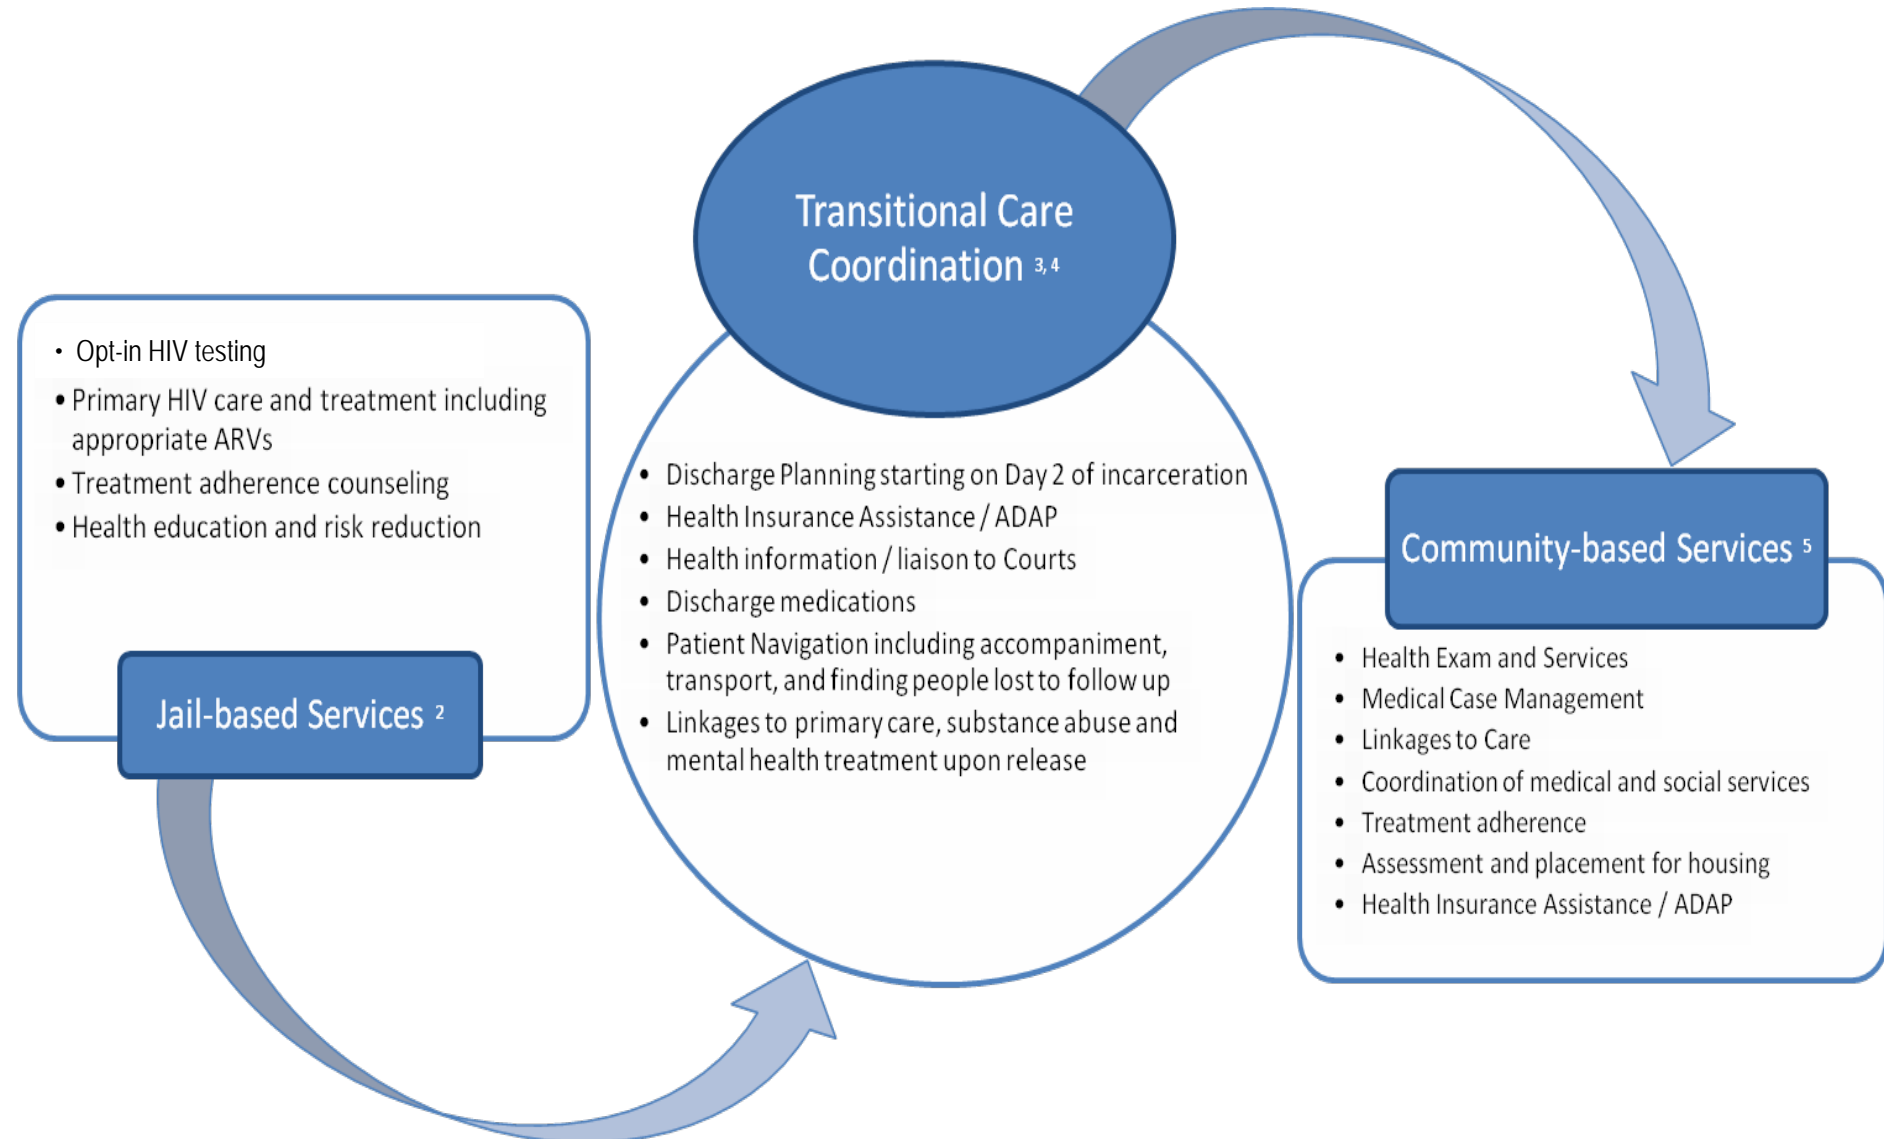 • Opt-in HIV testing
• Primary HIV care and treatment including
appropriate ARVs
• Treatment adherence counseling
• Health education and risk reduction
Jail-based Services 2
Transitional Care
Coordination 3, 4
• Discharge Planning starting on Day 2 of incarceration
• Health Insurance Assistance / ADAP
• Health information / liaison to Courts
• Discharge medications
• Patient Navigation including accompaniment,
transport, and finding people lost to follow up
• Linkages to primary care, substance abuse and
mental health treatment upon release
Community-based Services 5
• Health Exam and Services
• Medical Case Management
• Linkages to Care
• Coordination of medical and social services
• Treatment adherence
• Assessment and placement for housing
• Health Insurance Assistance / ADAP